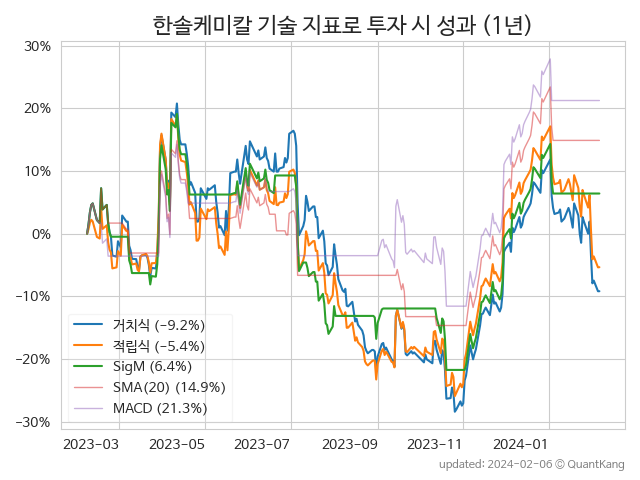 한솔케미칼 기술 지표로 투자 시 성과 (1년)
30%
20%
10%
0%
−10%
−20%
−30%
거치식 (−9.2%)
적립식 (−5.4%)
SigM (6.4%)
SMA(20) (14.9%)
MACD (21.3%)
2023-03 2023-05 2023-07 2023-09 2023-11 2024-01
updated: 2024-02-06 © QuantKang